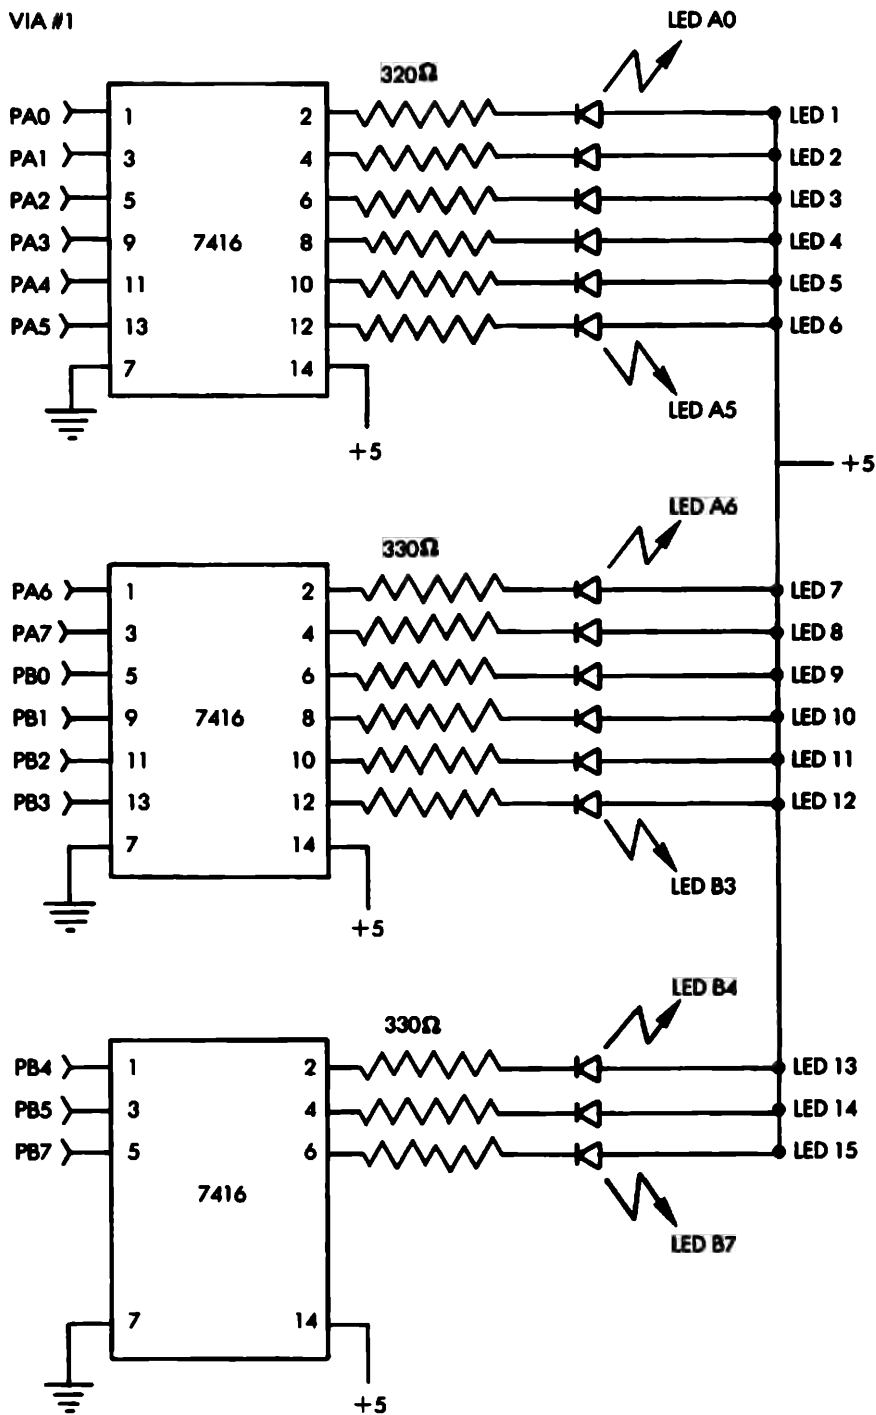 VIA #1
LED A0
320Ω
PA0 1 2 LED 1
PA1 3 4 LED 2
PA2 5 6 LED 3
PA3 9 7416 8 LED 4
PA4 11 10 LED 5
PA5 13 12 LED 6
7 14
LED A5
+5
+5
LED A6
330Ω
PA6 1 2 LED 7
PA7 3 4 LED 8
PB0 5 6 LED 9
PB1 9 7416 8 LED 10
PB2 11 10 LED 11
PB3 13 12 LED 12
7 14
LED B3
+5
LED B4
330Ω
PB4 1 2 LED 13
PB5 3 4 LED 14
PB7 5 6 LED 15
7416
LED B7
7 14
+5